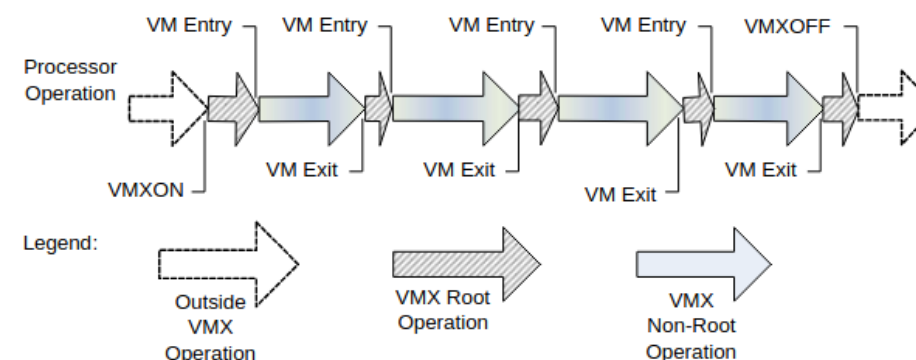 VM Entry
VM Entry
VM Entry
VM Entry
VMXOFF
Processor
Operation
VMXON
VM Exit
VM Exit
VM Exit
VM Exit
Legend:
Outside
VMX
Operation
VMX Root
Operation
VMX
Non-Root
Operation